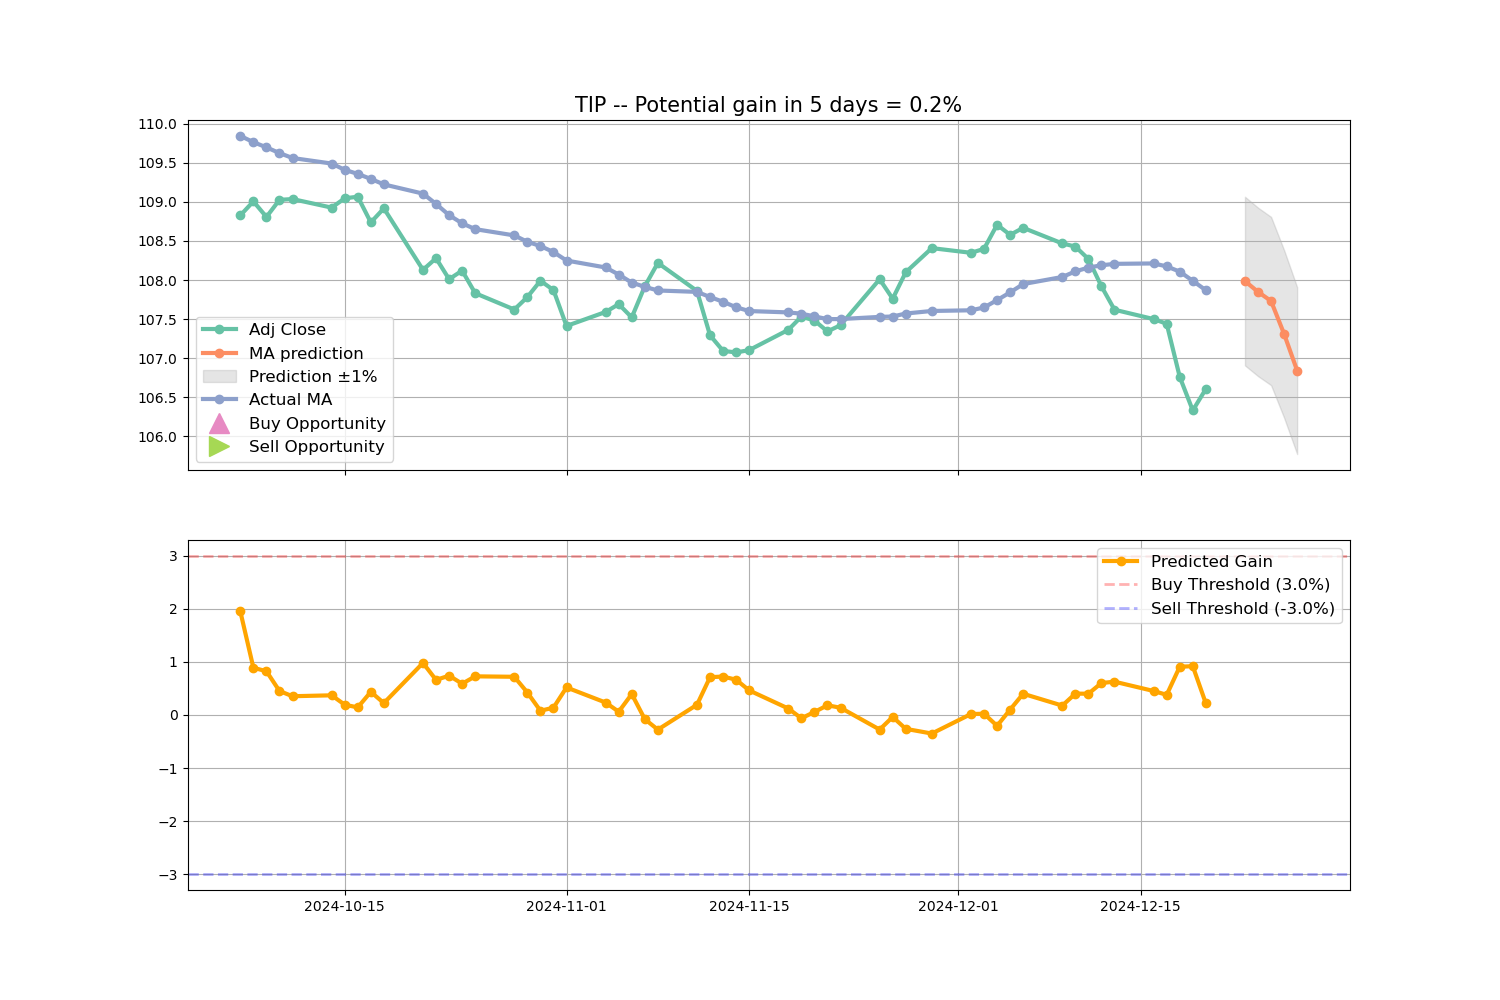 TIP -- Potential gain in 5 days = 0.2%
110.0
109.5
109.0
108.5
108.0
107.5
107.0
106.5
106.0
Adj Close
MA prediction
Prediction ±1%
Actual MA
Buy Opportunity
Sell Opportunity
3
2
1
0
−1
−2
−3
Predicted Gain
Buy Threshold (3.0%)
Sell Threshold (-3.0%)
2024-10-15
2024-11-01
2024-11-15
2024-12-01
2024-12-15